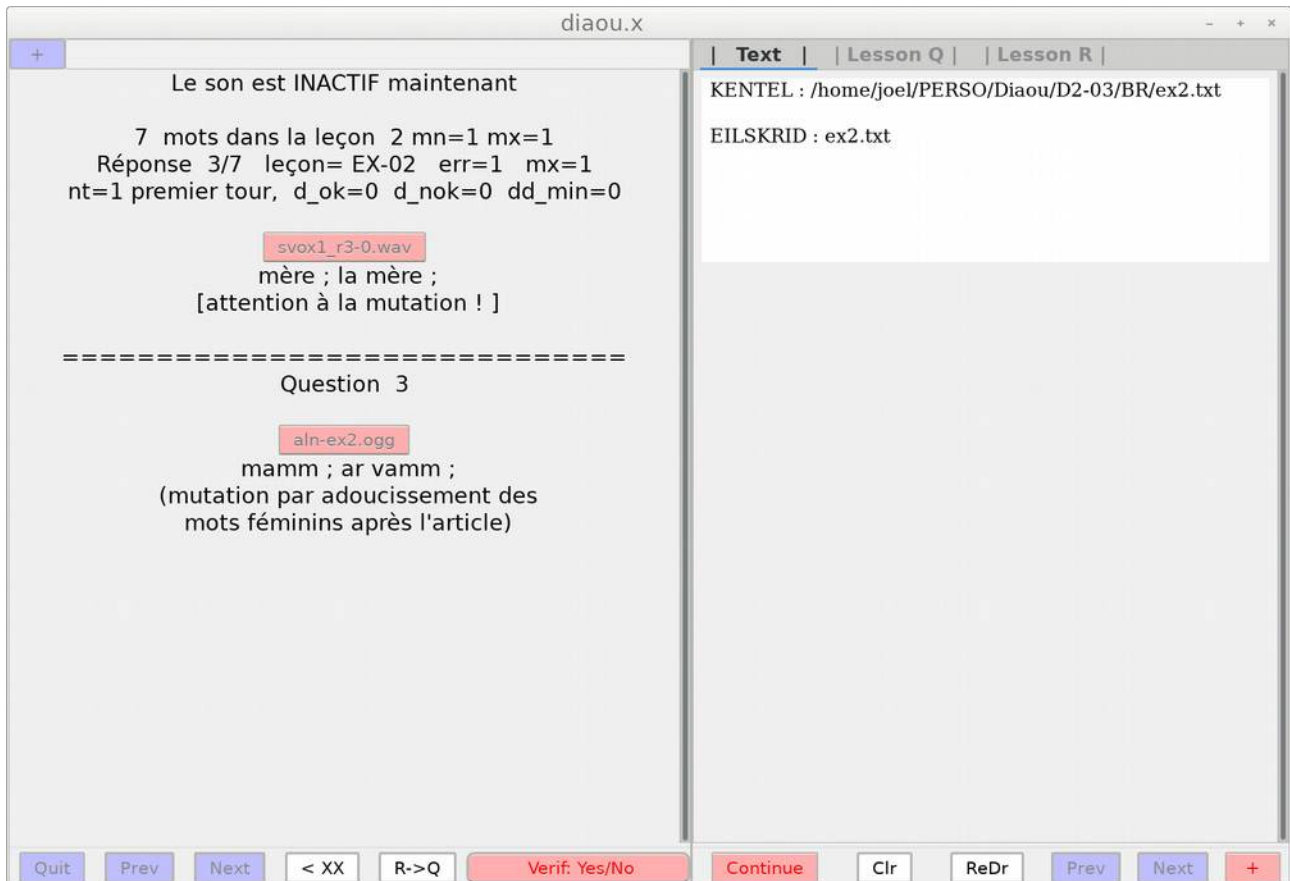 diaou.x
- + ×
+
Le son est INACTIF maintenant
7 mots dans la leçon 2 mn=1 mx=1
Réponse 3/7 leçon= EX-02 err=1 mx=1
nt=1 premier tour, d_ok=0 d_nok=0 dd_min=0
svox1_r3-0.wav
mère ; la mère ;
[attention à la mutation ! ]
==============================
Question 3
aln-ex2.ogg
mamm ; ar vamm ;
(mutation par adoucissement des
mots féminins après l'article)
Quit Prev Next < XX R->Q Verif: Yes/No
| Text | | Lesson Q | | Lesson R |
KENTEL : /home/joel/PERSO/Diaou/D2-03/BR/ex2.txt
EILSKRID : ex2.txt
Continue Clr ReDr Prev Next +